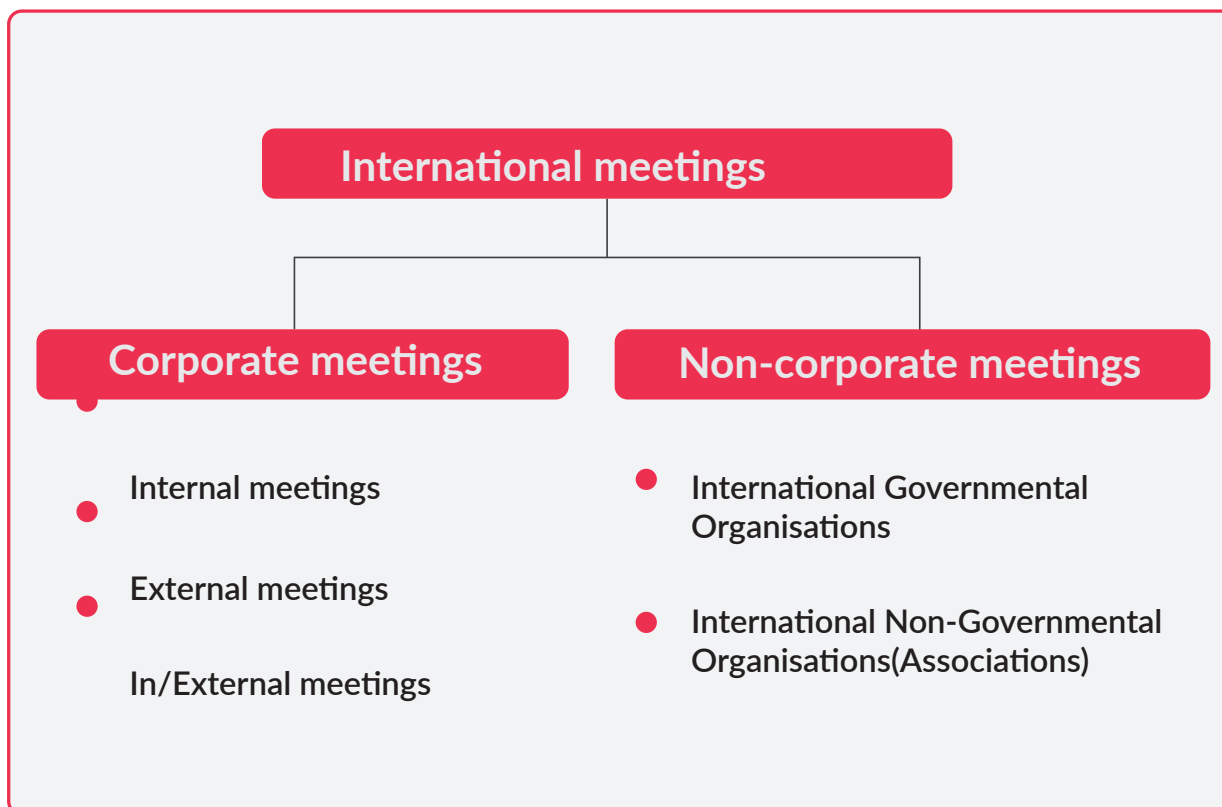 International meetings
Corporate meetings
Internal meetings
External meetings
In/External meetings
Non-corporate meetings
International Governmental
Organisations
International Non-Governmental
Organisations(Associations)